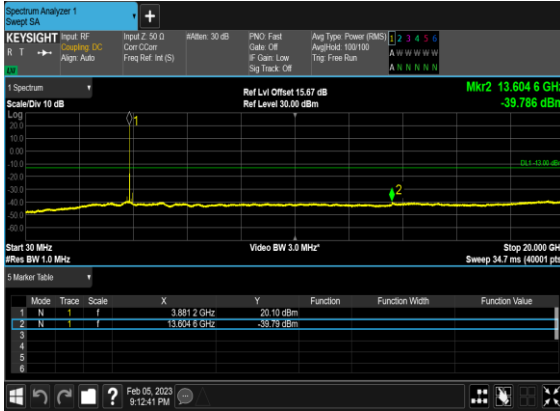 Spectrum Analyzer 1
Swept SA
+
KEYSIGHT
R T
Input: RF
Coupling: DC
Align: Auto
Input Z: 50 Ω
Corr CCorr
Freq Ref: Int (S)
#Atten: 30 dB
PNO: Fast
Gate: Off
IF Gain: Low
Sig Track: Off
Avg Type: Power (RMS)
Avg|Hold: 100/100
Trig: Free Run
1 2 3 4 5 6
A W W W W W
A N N N N N
1 Spectrum
Scale/Div 10 dB
Ref Lvl Offset 15.67 dB
Ref Level 30.00 dBm
Mkr2 13.604 6 GHz
-39.786 dBm
Log
20.0
10.0
0.00
-10.0
-20.0
-30.0
-40.0
-50.0
-60.0
1
DL1 -13.00 dBm
2
Start 30 MHz
#Res BW 1.0 MHz
Video BW 3.0 MHz*
Stop 20.000 GH
Sweep 34.7 ms (40001 pts
5 Marker Table
Mode Trace Scale X Y Function Function Width Function Value
1 N 1 f 3.881 2 GHz 20.10 dBm
2 N 1 f 13.604 6 GHz -39.79 dBm
3
4
5
6
?
Feb 05, 2023
9:12:41 PM